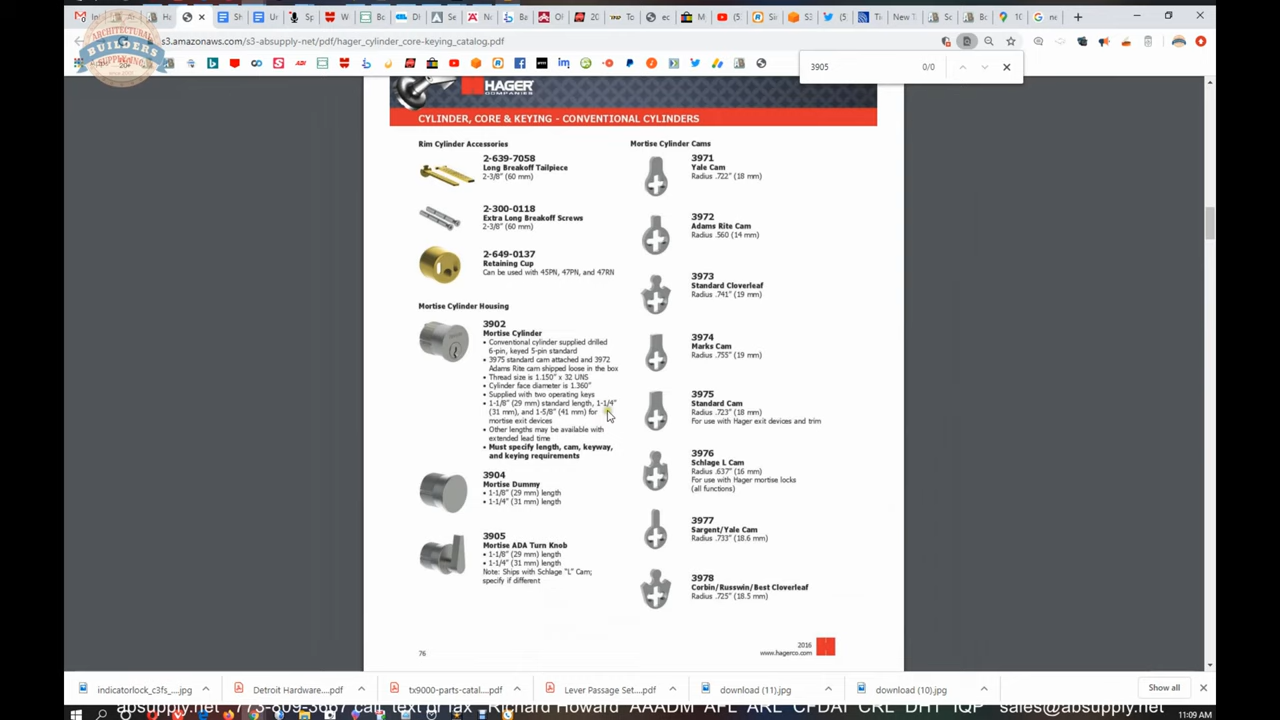 ARCHITECTURAL
BUILDERS
SUPPLY INC.
s3.amazonaws.com/s3-absupply-net/pdf/hager_cylinder_core-keying_catalog.pdf
3905
0/0
HAGER
COMPANIES
CYLINDER, CORE & KEYING - CONVENTIONAL CYLINDERS
Rim Cylinder Accessories
2-639-7058
Long Breakoff Tailpiece
2-3/8" (60 mm)
2-300-0118
Extra Long Breakoff Screws
2-3/8" (60 mm)
2-649-0137
Retaining Cup
Can be used with 45PN, 47PN, and 47RN
Mortise Cylinder Housing
3902
Mortise Cylinder
• Conventional cylinder supplied drilled
6-pin, keyed 5-pin standard
• 3975 standard cam attached and 3972
Adams Rite cam shipped loose in the box
• Thread size is 1.150" x 32 UNS
• Cylinder face diameter is 1.360"
• Supplied with two operating keys
• 1-1/8" (29 mm) standard length, 1-1/4"
(31 mm), and 1-5/8" (41 mm) for
mortise exit devices
• Other lengths may be available with
extended lead time
• Must specify length, cam, keyway,
and keying requirements
3904
Mortise Dummy
• 1-1/8" (29 mm) length
• 1-1/4" (31 mm) length
3905
Mortise ADA Turn Knob
• 1-1/8" (29 mm) length
• 1-1/4" (31 mm) length
Note: Ships with Schlage "L" Cam;
specify if different
Mortise Cylinder Cams
3971
Yale Cam
Radius .722" (18 mm)
3972
Adams Rite Cam
Radius .560 (14 mm)
3973
Standard Cloverleaf
Radius .741" (19 mm)
3974
Marks Cam
Radius .755" (19 mm)
3975
Standard Cam
Radius .723" (18 mm)
For use with Hager exit devices and trim
3976
Schlage L Cam
Radius .637" (16 mm)
For use with Hager mortise locks
(all functions)
3977
Sargent/Yale Cam
Radius .733" (18.6 mm)
3978
Corbin/Russwin/Best Cloverleaf
Radius .725" (18.5 mm)
76
2016
www.hagerco.com
indicatorlock_c3fs_....jpg
Detroit Hardware....pdf
tx9000-parts-catal....pdf
Lever Passage Set....pdf
download (11).jpg
download (10).jpg
Show all
absupply.net 773-809-3667 call, text or fax Richard Howard AAADM AFL ARL CFDAI CRL DHT IQP sales@absupply.net
11:09 AM